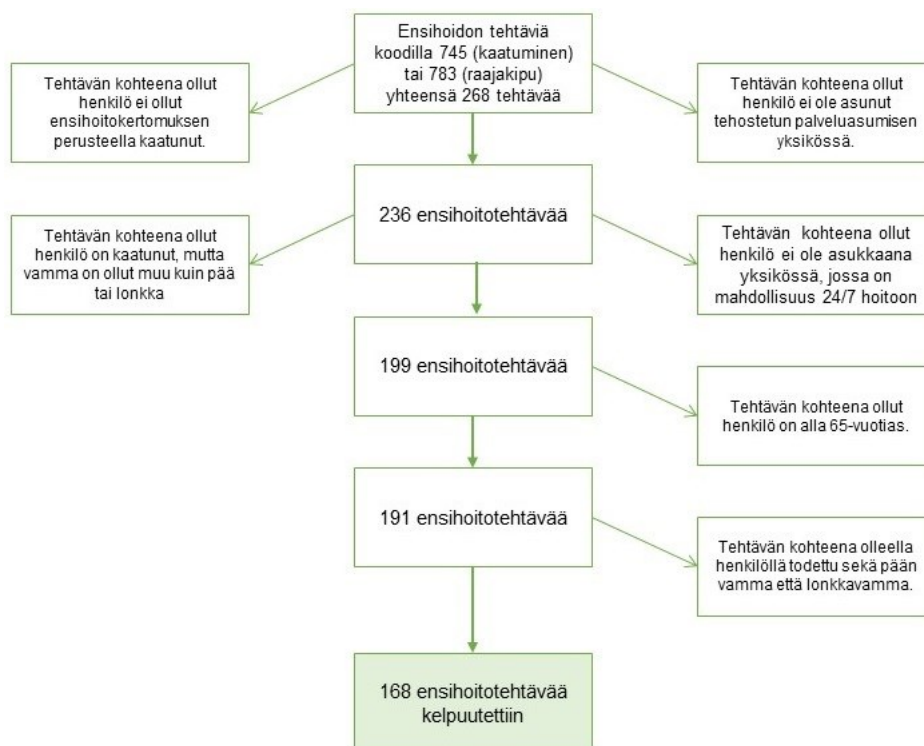 Ensihoidon tehtäviä
koodilla 745 (kaatuminen)
tai 783 (raajakipu)
yhteensä 268 tehtävää
Tehtävän kohteena ollut
henkilö ei ollut
ensihoitokertomuksen
perusteella kaatunut.
Tehtävän kohteena ollut
henkilö ei ole asunut
tehostetun palveluasumisen
yksikössä.
236 ensihoitotehtävää
Tehtävän kohteena ollut
henkilö on kaatunut, mutta
vamma on ollut muu kuin pää
tai lonkka
Tehtävän kohteena ollut
henkilö ei ole asukkaana
yksikössä, jossa on
mahdollisuus 24/7 hoitoon
199 ensihoitotehtävää
Tehtävän kohteena ollut
henkilö on alla 65-vuotias.
191 ensihoitotehtävää
Tehtävän kohteena olleella
henkilöllä todettu sekä pään
vamma että lonkkavamma.
168 ensihoitotehtävää
kelpuutettiin